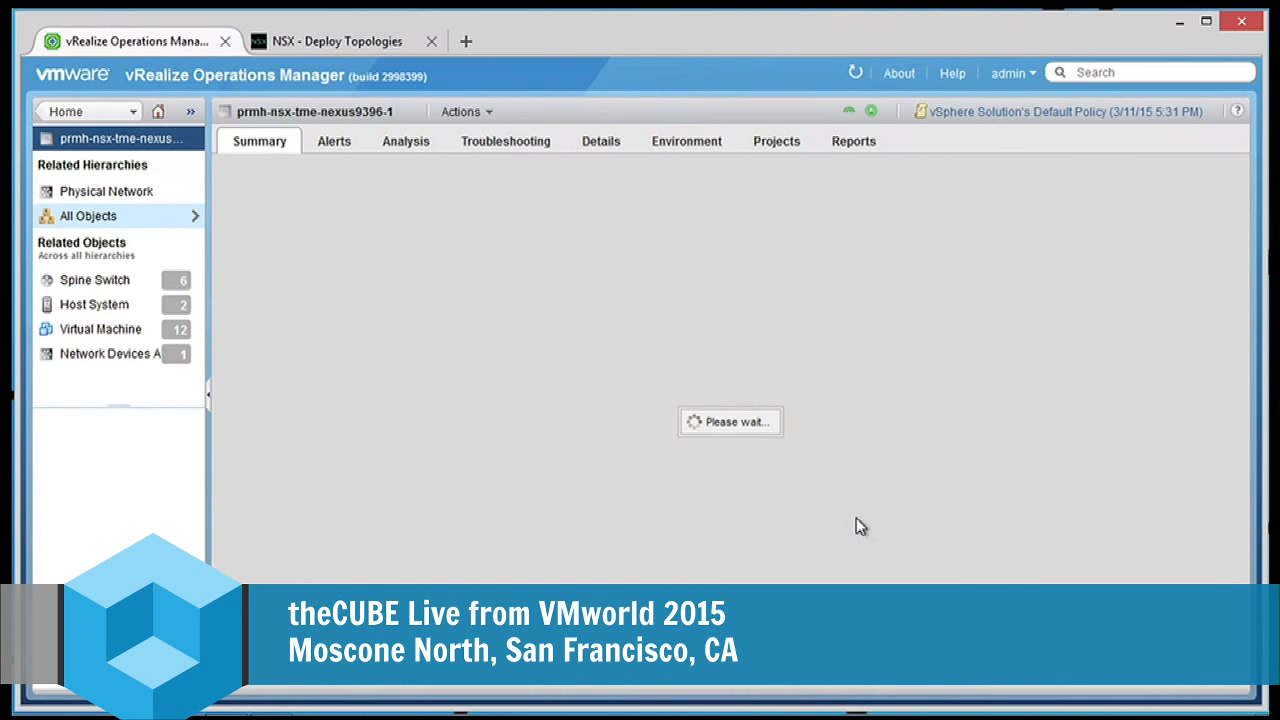 vRealize Operations Mana...
NSX - Deploy Topologies
vmware vRealize Operations Manager (build 2998399)
About Help admin Search
Home
prmh-nsx-tme-nexus9396-1 Actions vSphere Solution's Default Policy (3/11/15 5:31 PM)
prmh-nsx-tme-nexus...
Summary Alerts Analysis Troubleshooting Details Environment Projects Reports
Related Hierarchies
Physical Network
All Objects
Related Objects
Across all hierarchies
Spine Switch 6
Host System 2
Virtual Machine 12
Network Devices A 1
Please wait...
theCUBE Live from VMworld 2015
Moscone North, San Francisco, CA